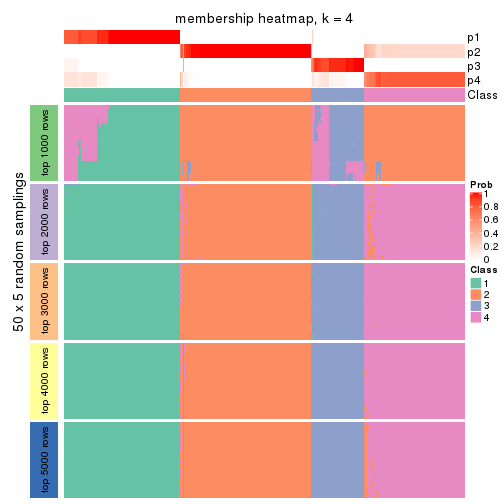 membership heatmap, k = 4
p1
p2
p3
p4
Class
50 x 5 random samplings
top 1000 rows
top 2000 rows
top 3000 rows
top 4000 rows
top 5000 rows
Prob
1
0.8
0.6
0.4
0.2
0
Class
1
2
3
4